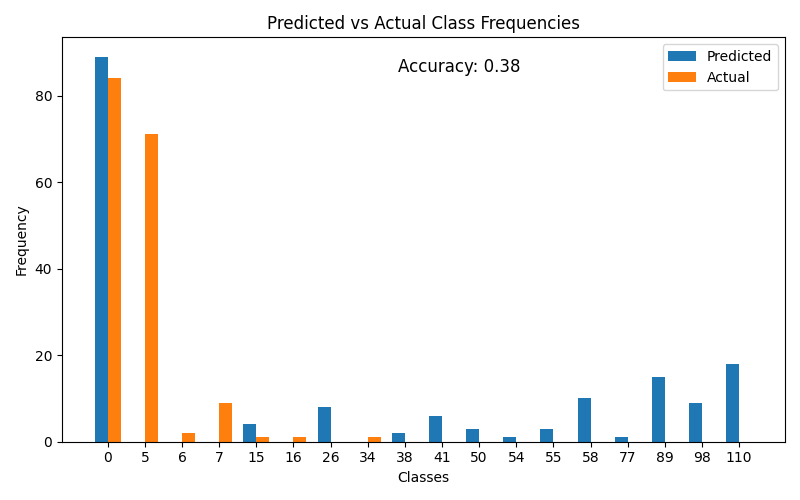 Predicted vs Actual Class Frequencies
Accuracy: 0.38
Predicted
Actual
Frequency
80
60
40
20
0
0 5 6 7 15 16 26 34 38 41 50 54 55 58 77 89 98 110
Classes